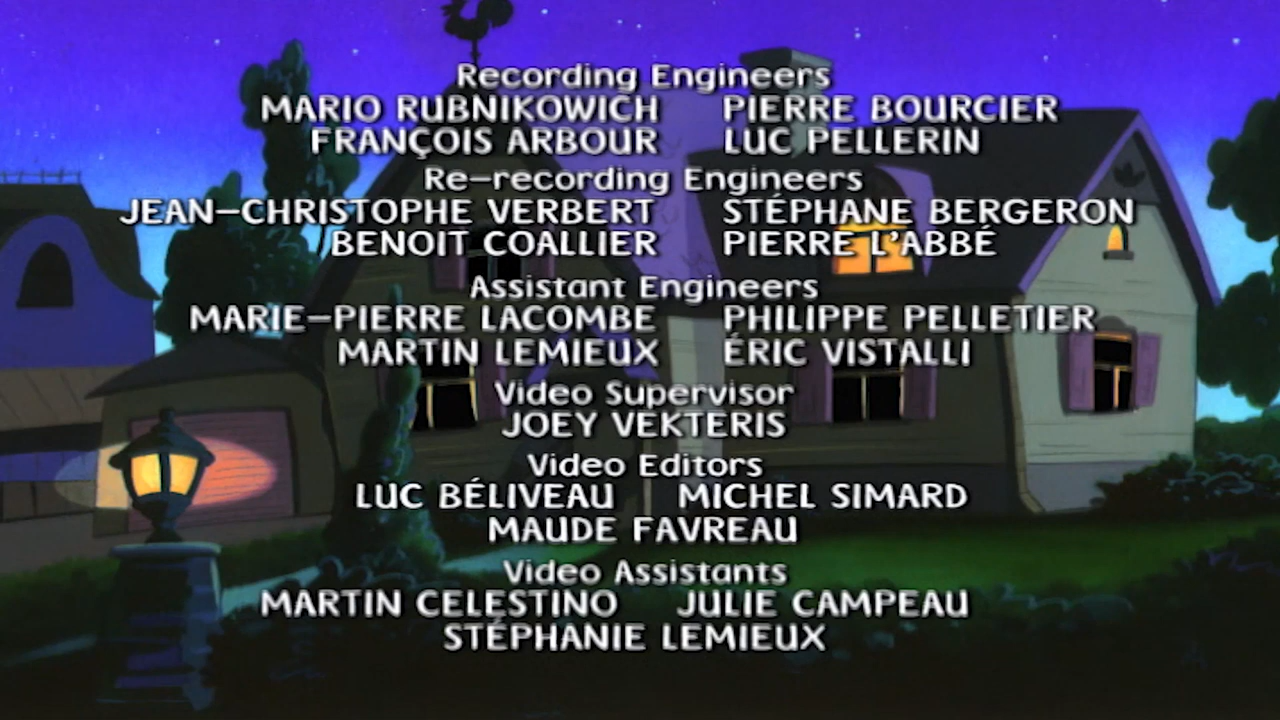 Recording Engineers
MARIO RUBNIKOWICH PIERRE BOURCIER
FRANÇOIS ARBOUR LUC PELLERIN
Re-recording Engineers
JEAN-CHRISTOPHE VERBERT STÉPHANE BERGERON
BENOIT COALLIER PIERRE L'ABBÉ
Assistant Engineers
MARIE-PIERRE LACOMBE PHILIPPE PELLETIER
MARTIN LEMIEUX ÉRIC VISTALLI
Video Supervisor
JOEY VEKTERIS
Video Editors
LUC BÉLIVEAU MICHEL SIMARD
MAUDE FAVREAU
Video Assistants
MARTIN CELESTINO JULIE CAMPEAU
STÉPHANIE LEMIEUX